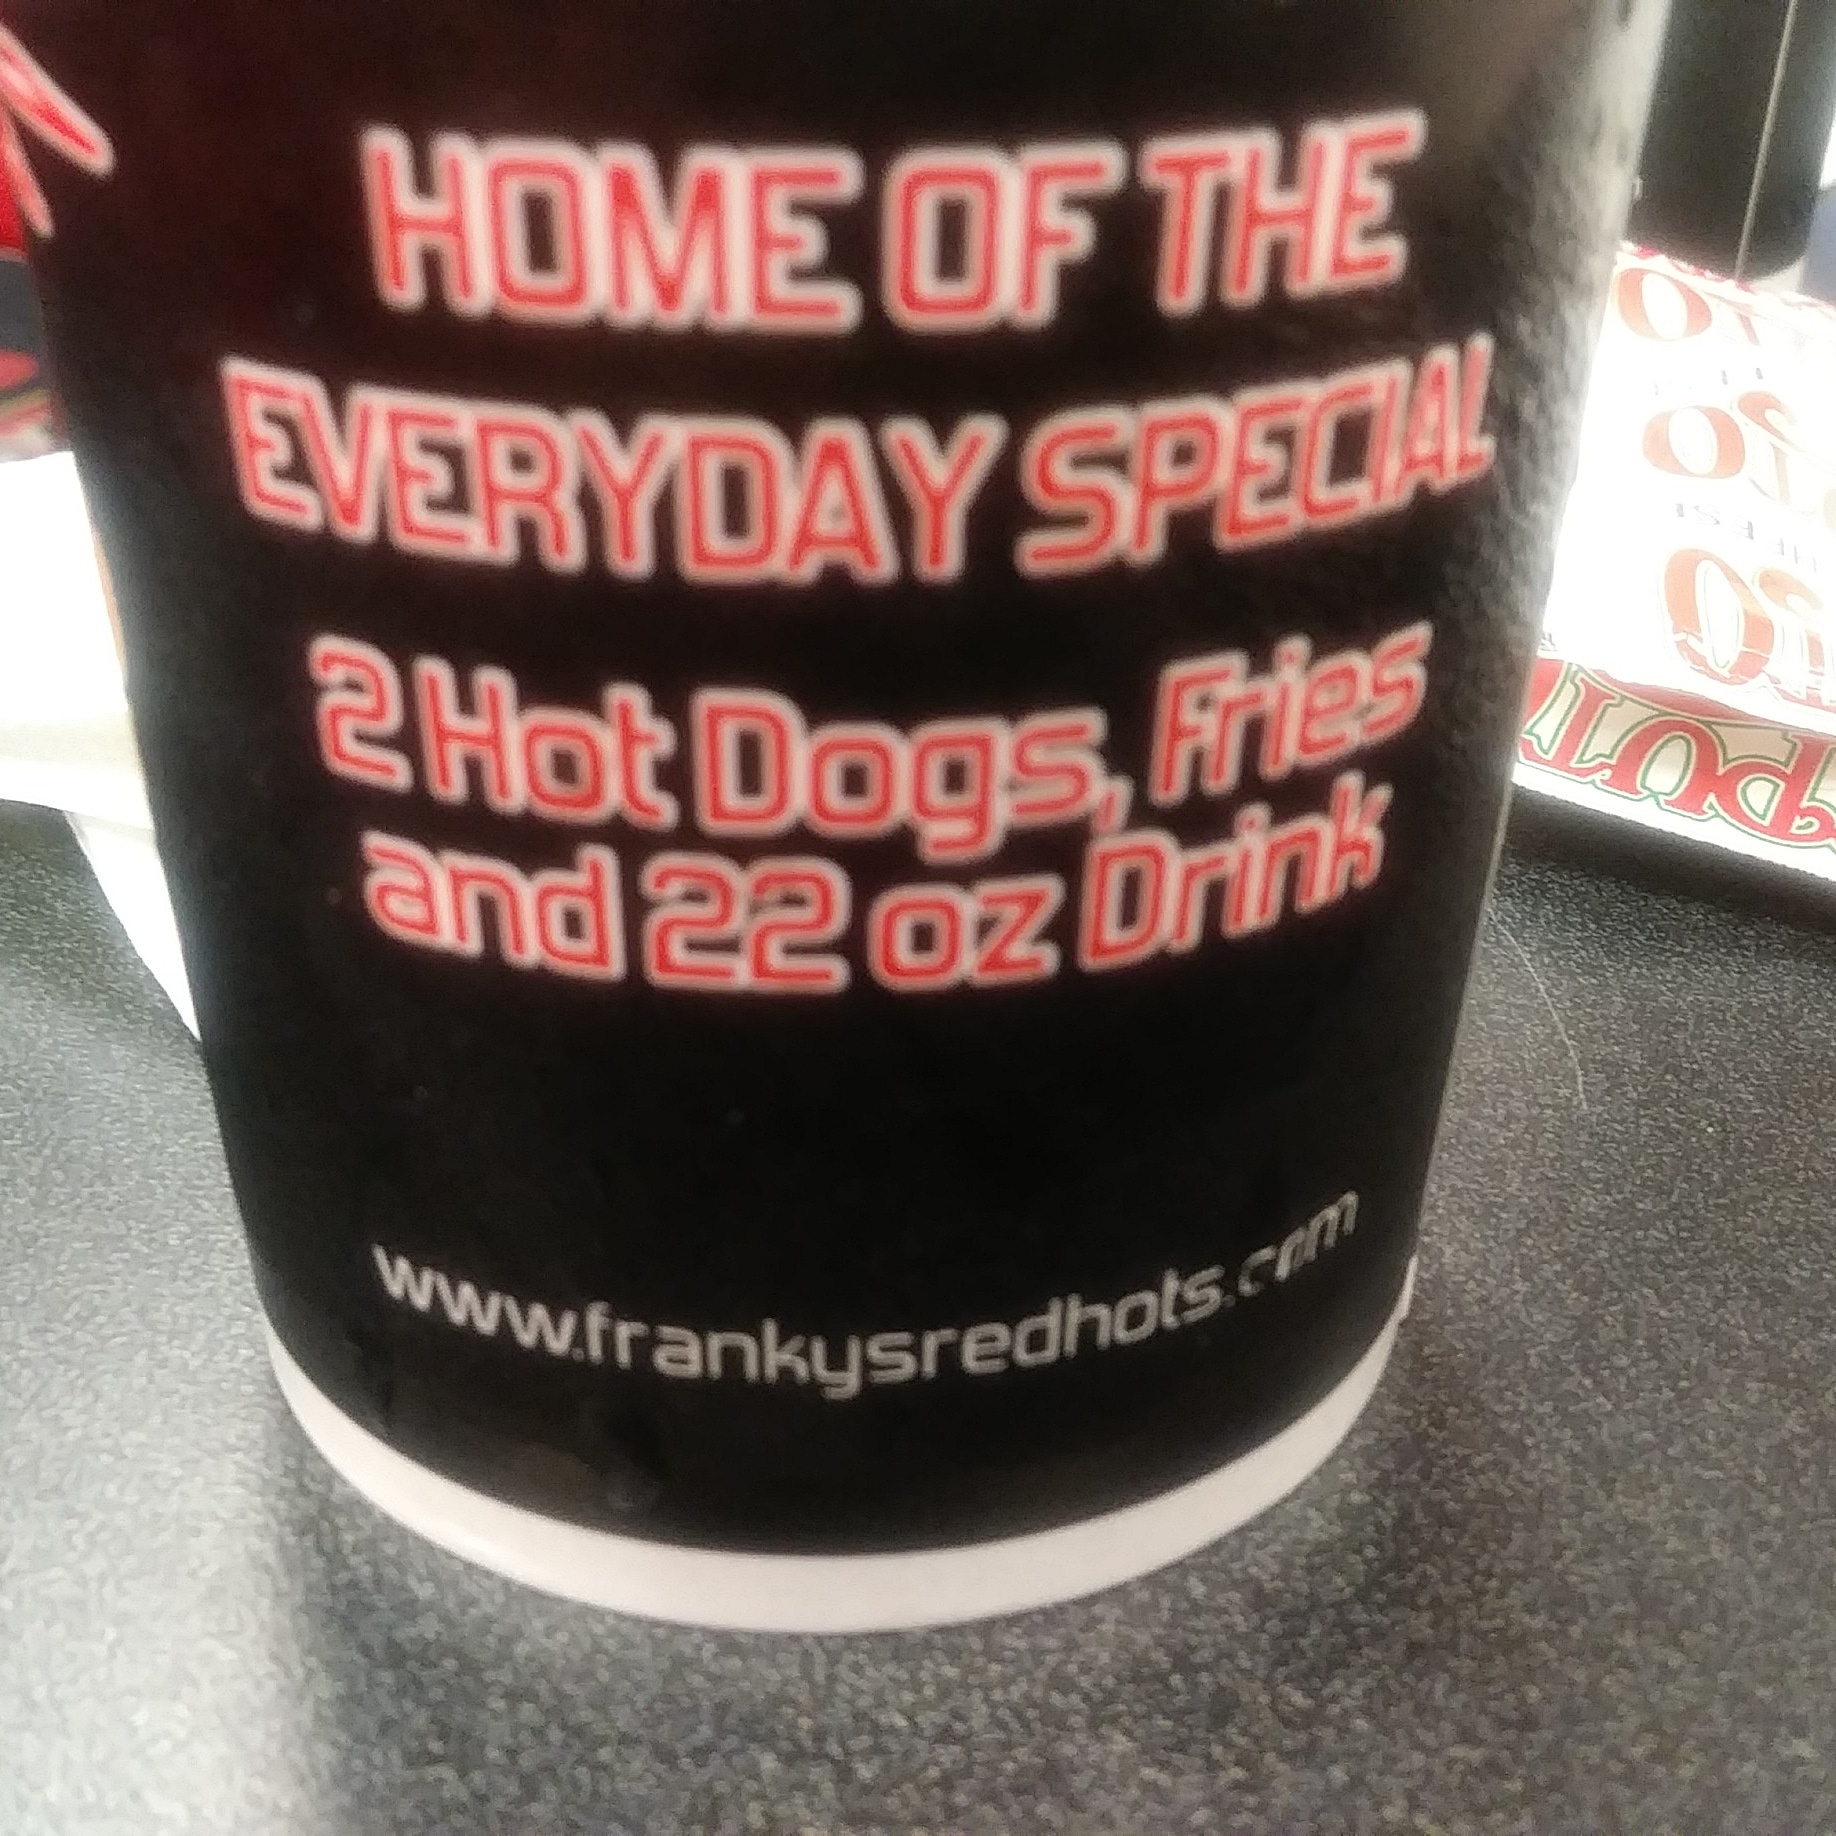 HOME OF THE
EVERYDAY SPECIAL
2 Hot Dogs, Fries
and 22 oz Drink
www.frankysredhots.com